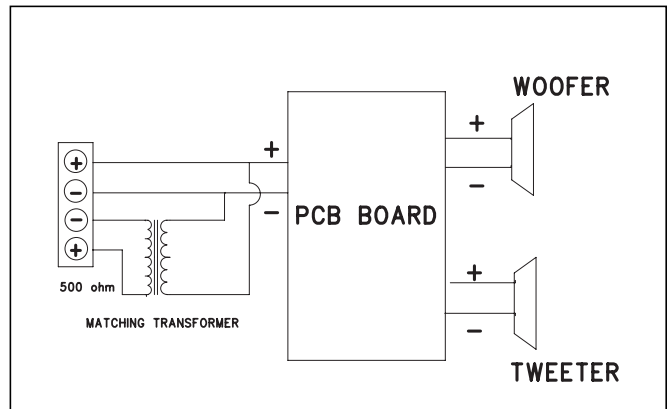 WOOFER
+
+
+
-
-
-
PCB BOARD
-
-
+
+
500 ohm
MATCHING TRANSFORMER
-
TWEETER